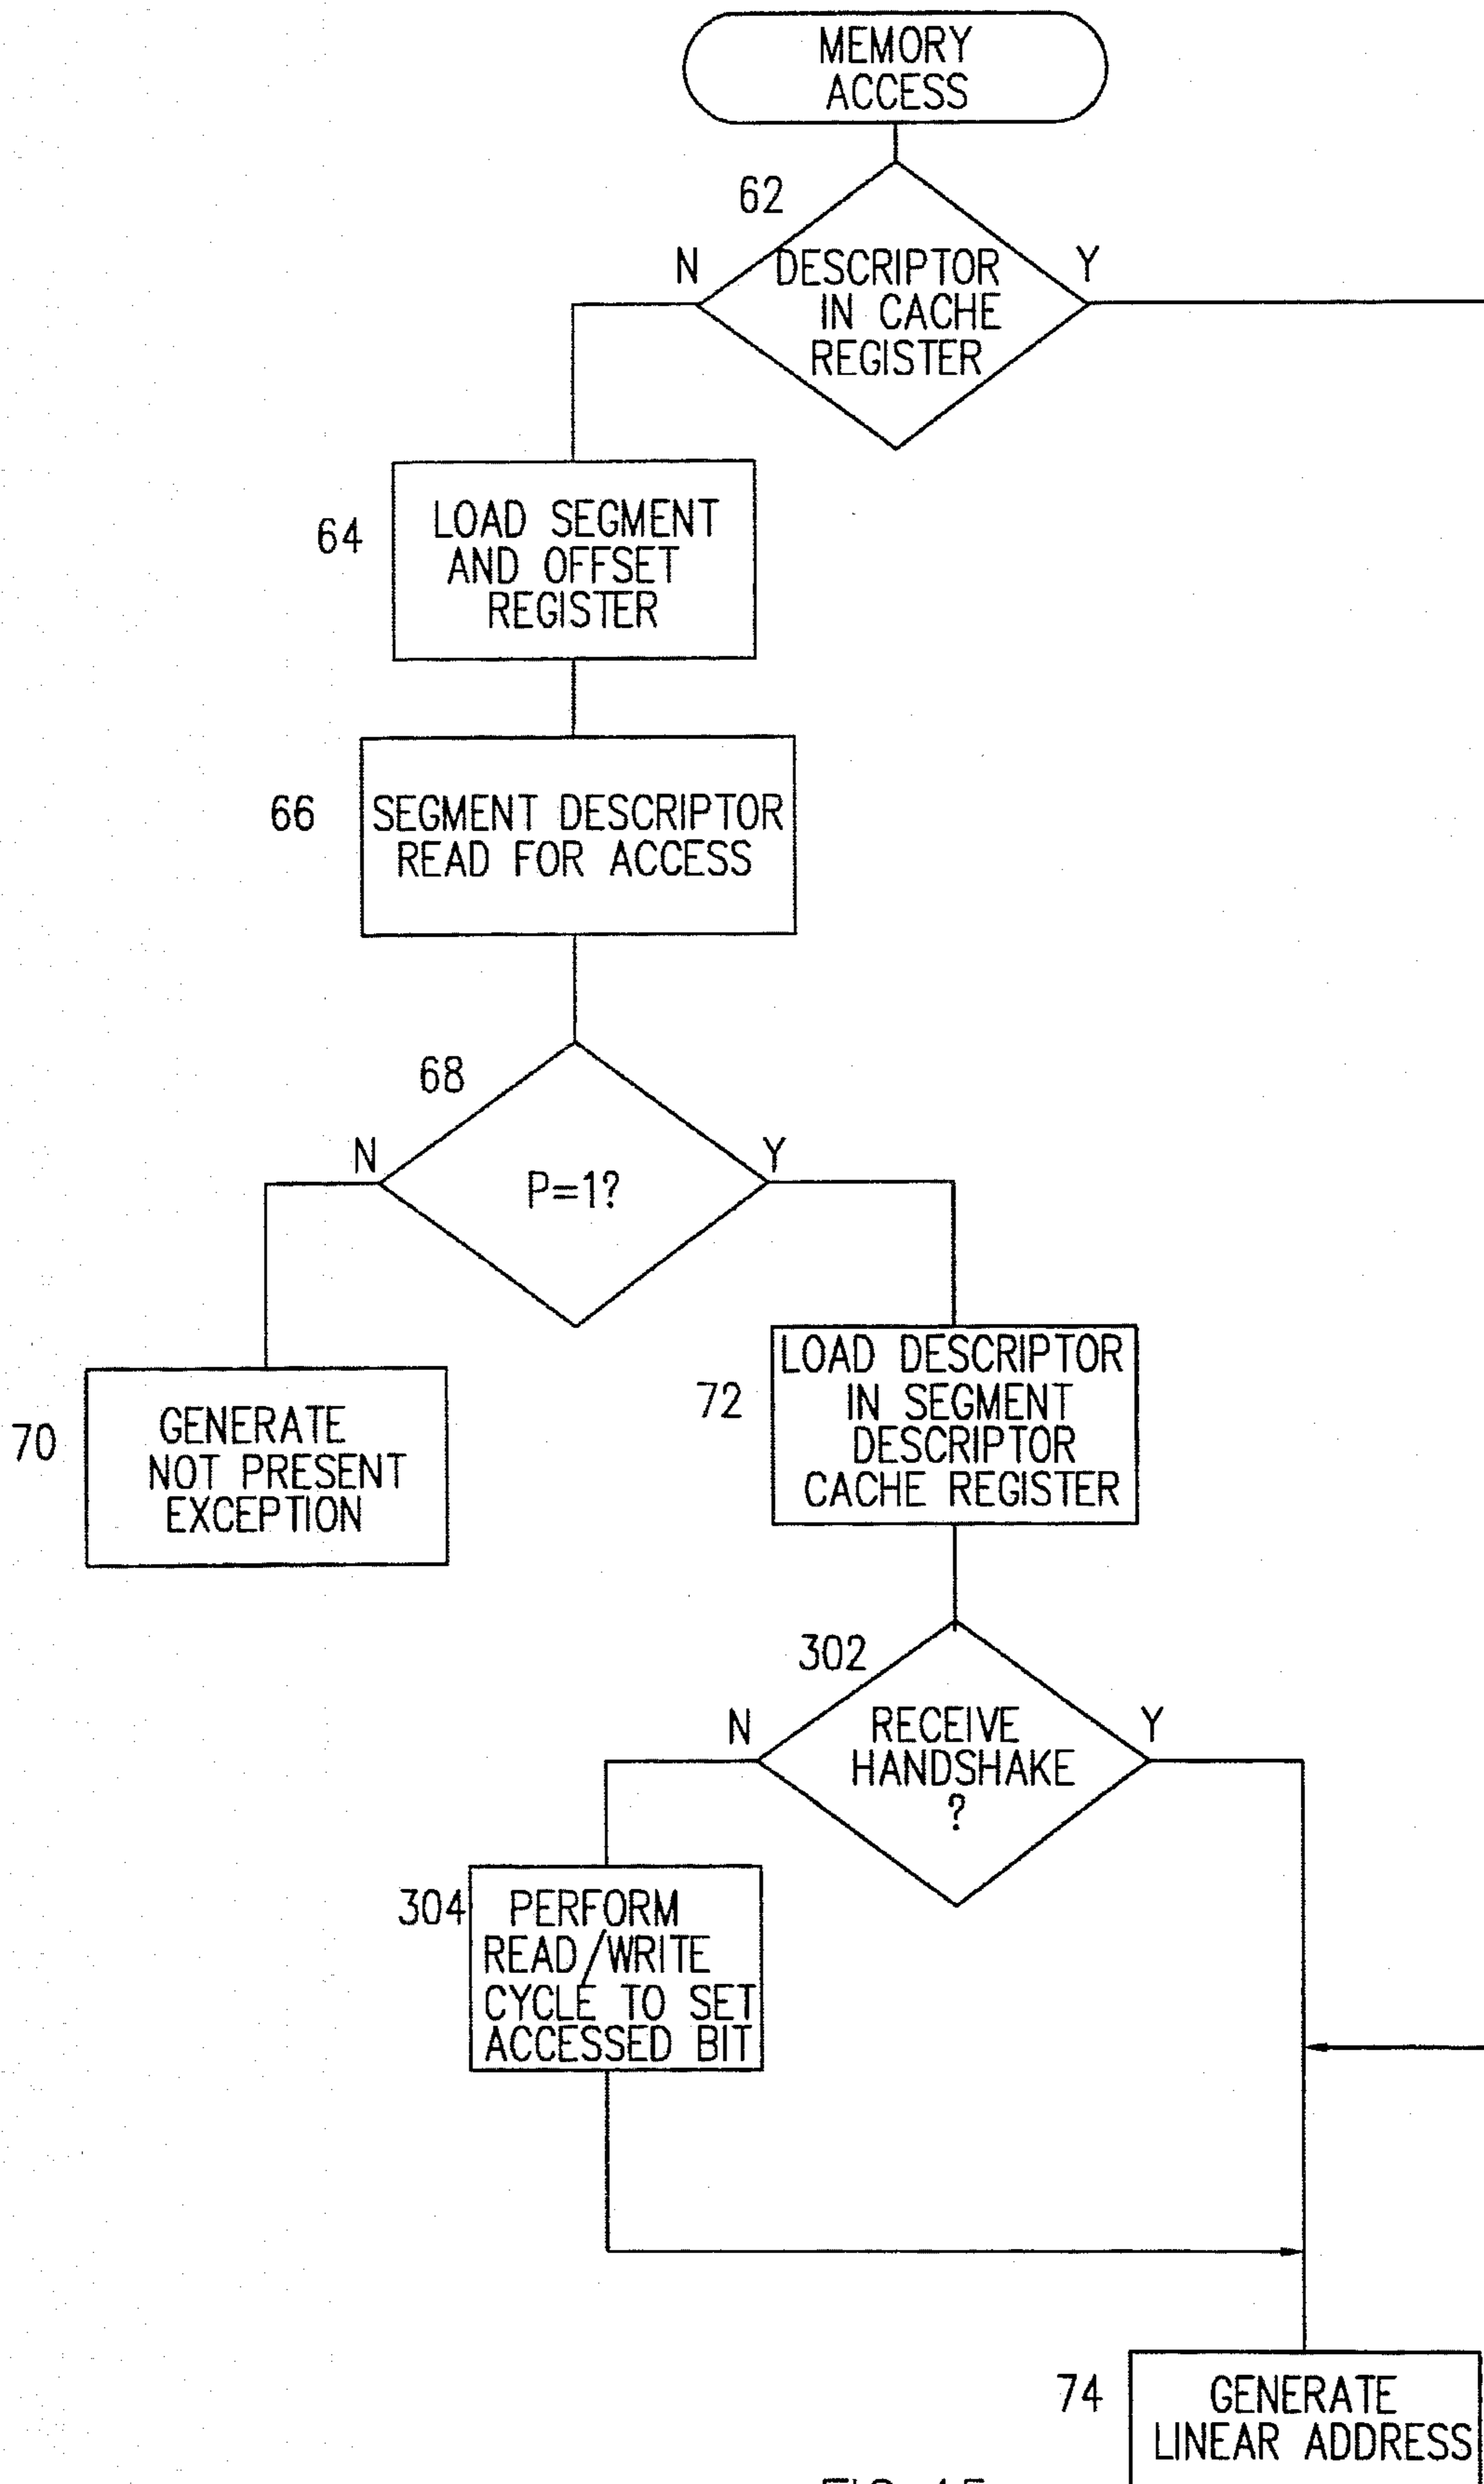 MEMORY
ACCESS
62
N
Y
DESCRIPTOR
IN CACHE
REGISTER
64
LOAD SEGMENT
AND OFFSET
REGISTER
66
SEGMENT DESCRIPTOR
READ FOR ACCESS
68
N
Y
P=1?
70
GENERATE
NOT PRESENT
EXCEPTION
72
LOAD DESCRIPTOR
IN SEGMENT
DESCRIPTOR
CACHE REGISTER
302
N
Y
RECEIVE
HANDSHAKE
?
304
PERFORM
READ/WRITE
CYCLE TO SET
ACCESSED BIT
74
GENERATE
LINEAR ADDRESS